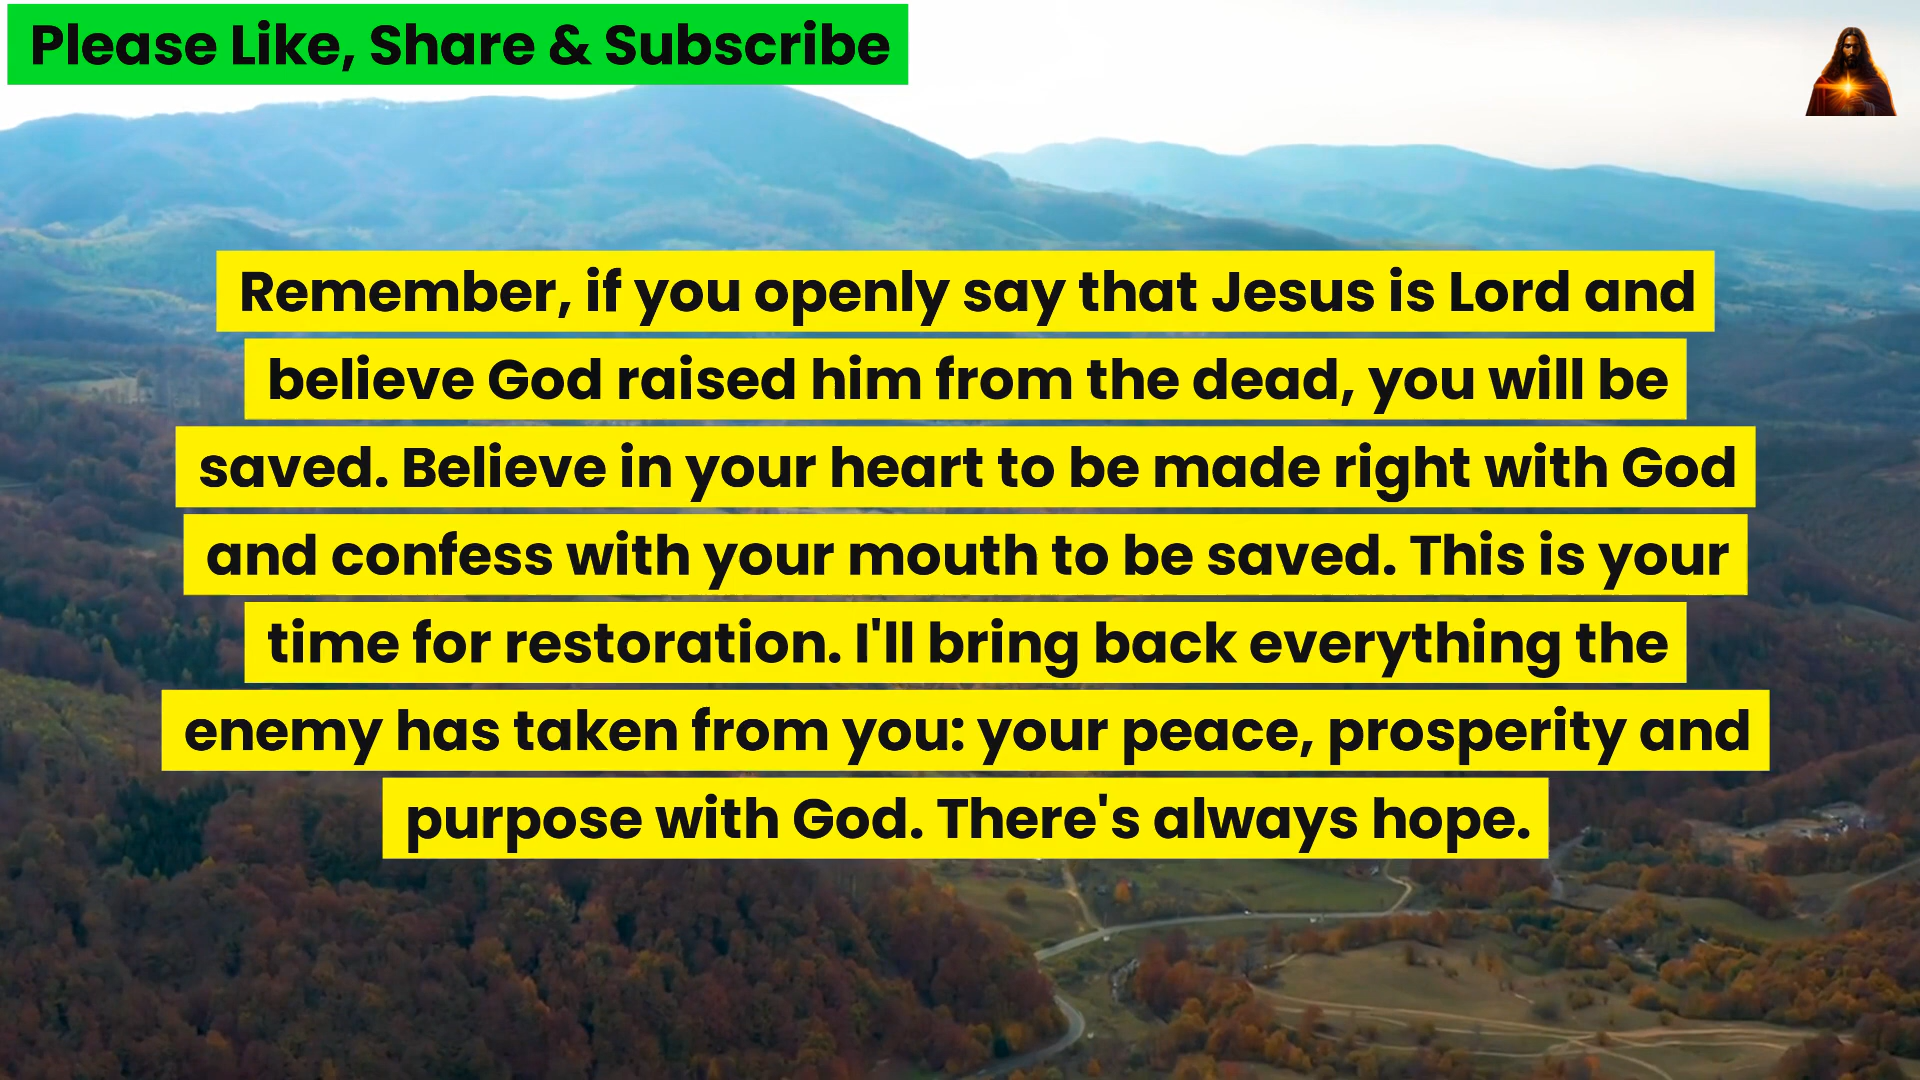 Please Like, Share & Subscribe
Remember, if you openly say that Jesus is Lord and
believe God raised him from the dead, you will be
saved. Believe in your heart to be made right with God
and confess with your mouth to be saved. This is your
time for restoration. I'll bring back everything the
enemy has taken from you: your peace, prosperity and
purpose with God. There's always hope.